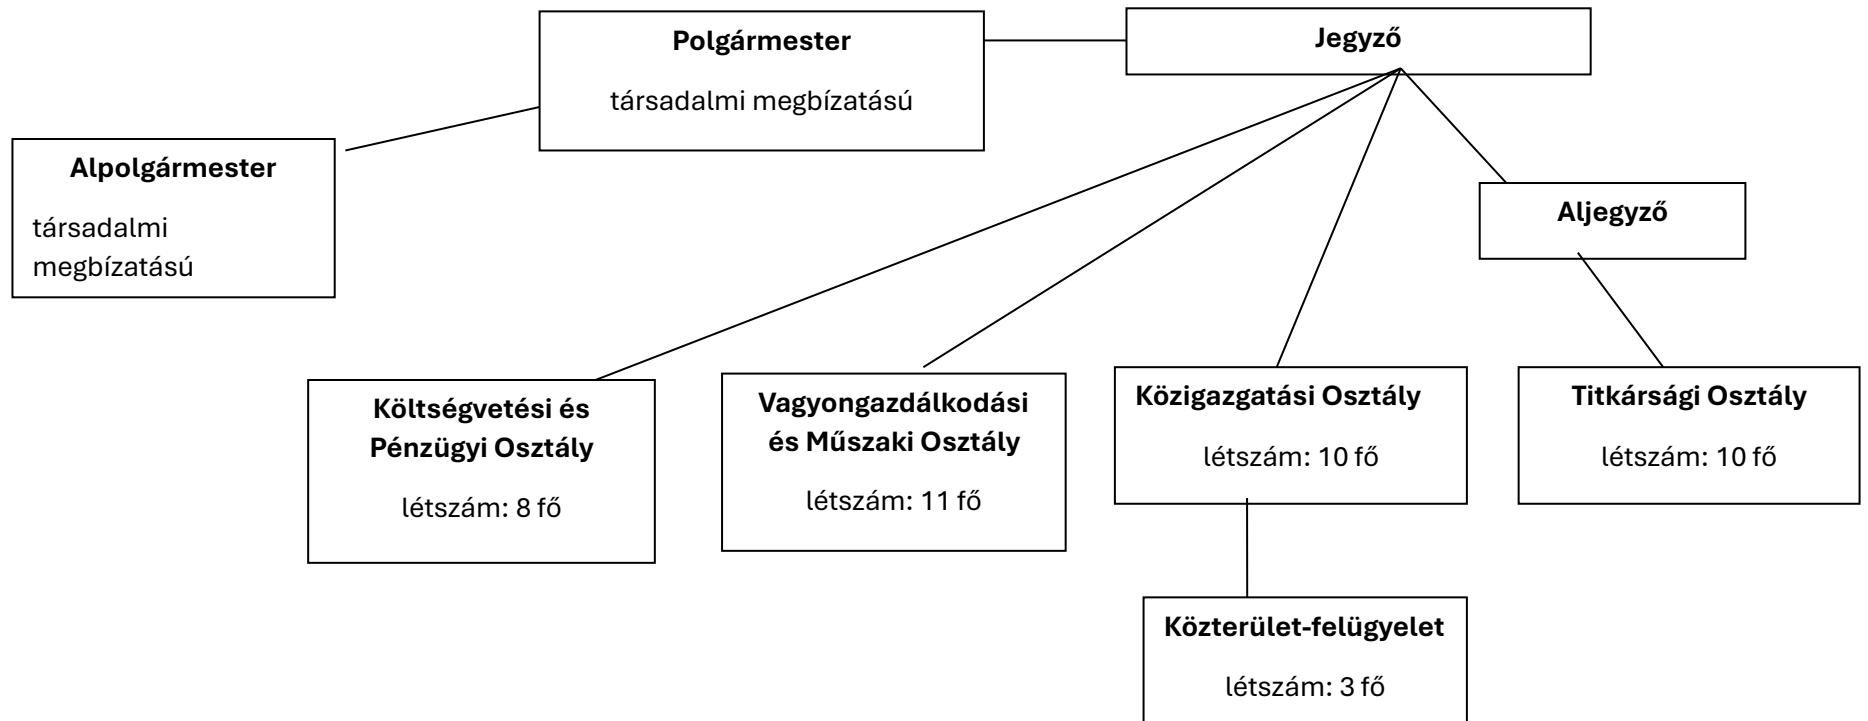 Polgármester
társadalmi megbízatású
Jegyző
Alpolgármester
társadalmi
megbízatású
Aljegyző
Költségvetési és
Pénzügyi Osztály
létszám: 8 fő
Vagyongazdálkodási
és Műszaki Osztály
létszám: 11 fő
Közigazgatási Osztály
létszám: 10 fő
Titkársági Osztály
létszám: 10 fő
Közterület-felügyelet
létszám: 3 fő